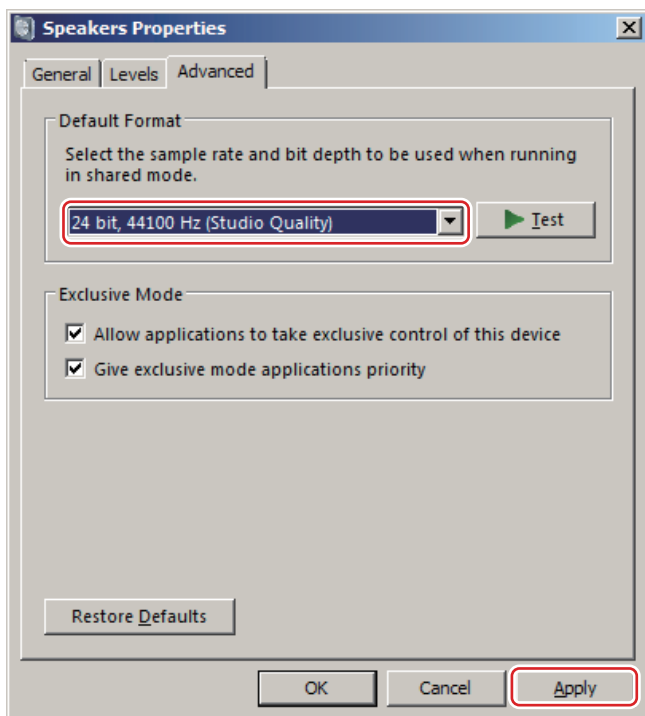 Speakers Properties
General Levels Advanced
Default Format
Select the sample rate and bit depth to be used when running
in shared mode.
24 bit, 44100 Hz (Studio Quality) Test
Exclusive Mode
Allow applications to take exclusive control of this device
Give exclusive mode applications priority
Restore Defaults
OK Cancel Apply